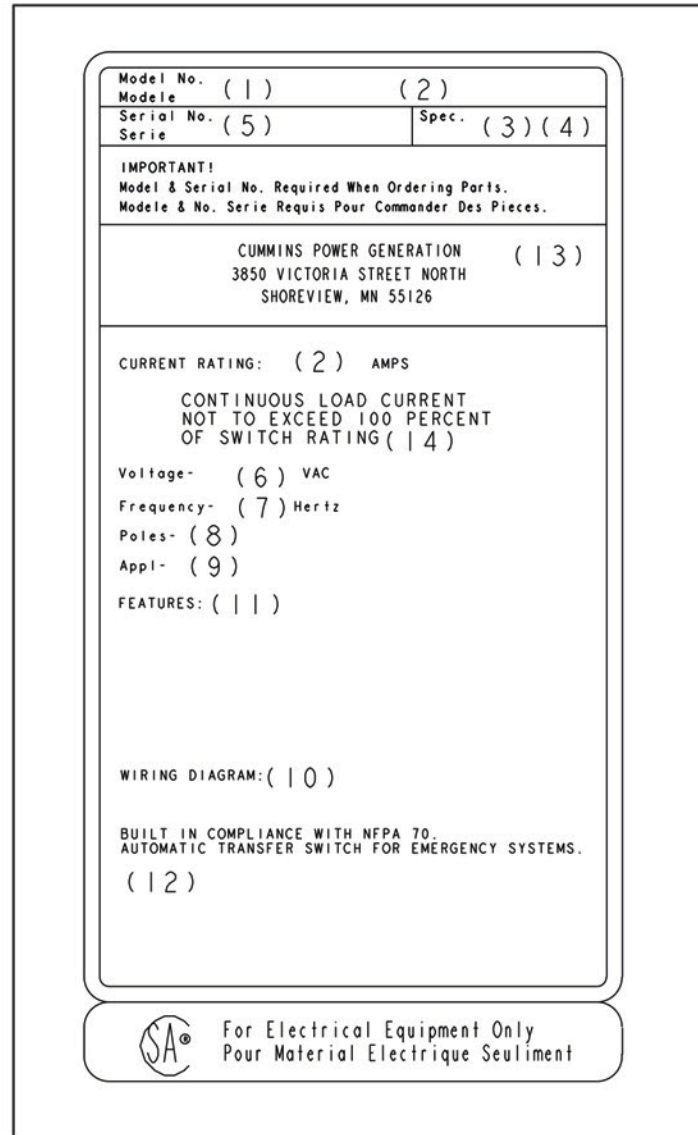 Model No. (1) (2)
Modele
Serial No. (5) Spec. (3)(4)
Serie
IMPORTANT!
Model & Serial No. Required When Ordering Parts.
Modele & No. Serie Requis Pour Commander Des Pieces.
CUMMINS POWER GENERATION (13)
3850 VICTORIA STREET NORTH
SHOREVIEW, MN 55126
CURRENT RATING: (2) AMPS
CONTINUOUS LOAD CURRENT
NOT TO EXCEED 100 PERCENT
OF SWITCH RATING(14)
Voltage- (6) VAC
Frequency- (7)Hertz
Poles- (8)
Appl- (9)
FEATURES: (11)
WIRING DIAGRAM:(10)
BUILT IN COMPLIANCE WITH NFPA 70.
AUTOMATIC TRANSFER SWITCH FOR EMERGENCY SYSTEMS.
(12)
CSA® For Electrical Equipment Only
Pour Material Electrique Seuliment